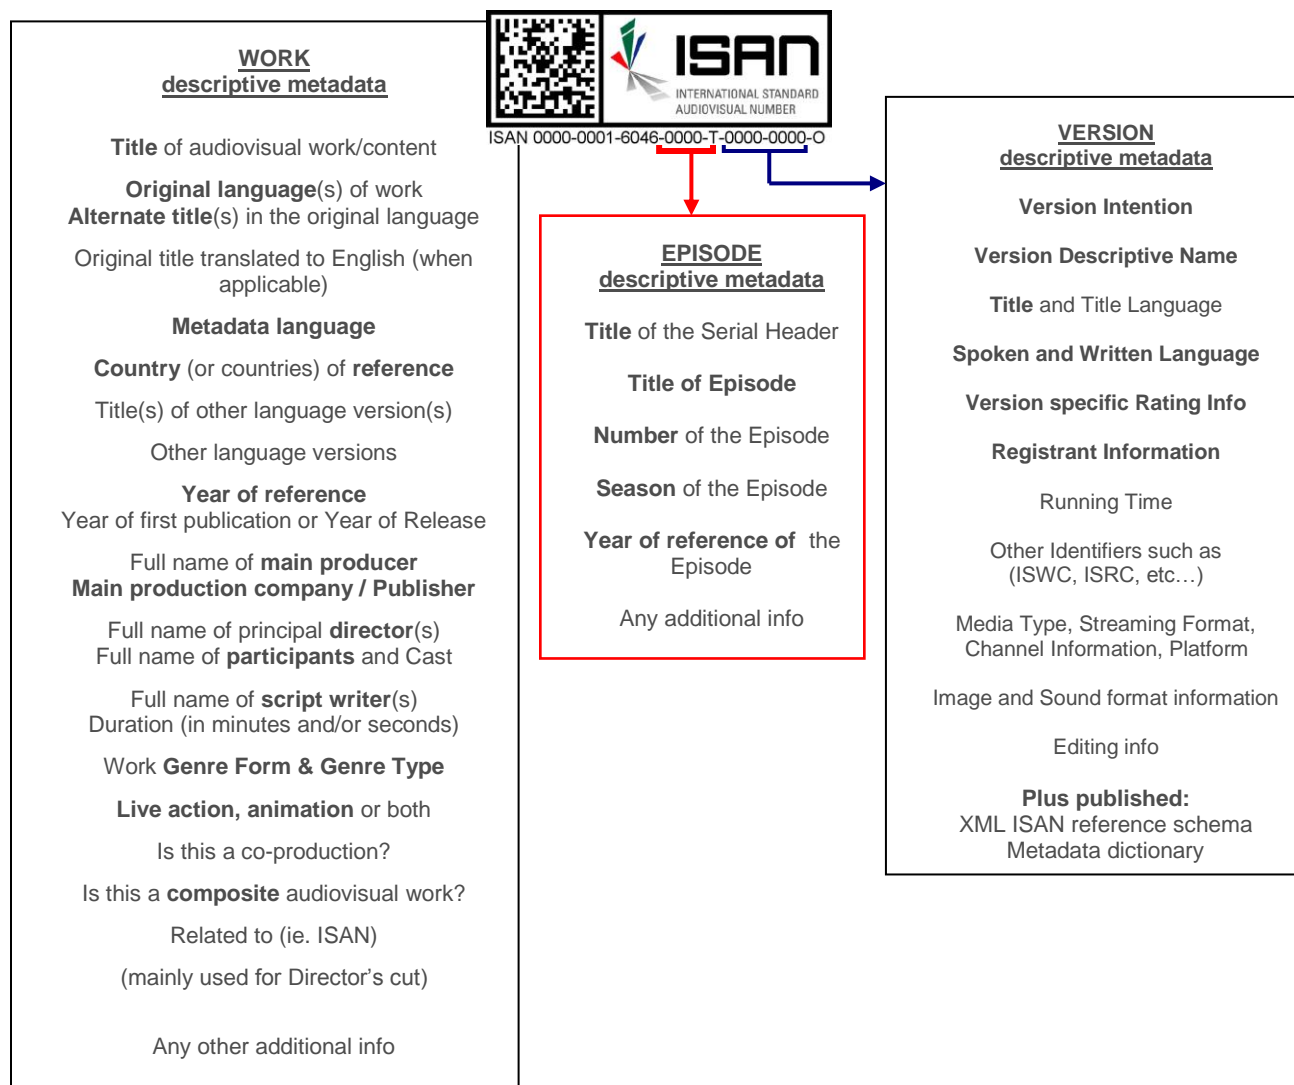 WORK
descriptive metadata
Title of audiovisual work/content
Original language(s) of work
Alternate title(s) in the original language
Original title translated to English (when
applicable)
Metadata language
Country (or countries) of reference
Title(s) of other language version(s)
Other language versions
Year of reference
Year of first publication or Year of Release
Full name of main producer
Main production company / Publisher
Full name of principal director(s)
Full name of participants and Cast
Full name of script writer(s)
Duration (in minutes and/or seconds)
Work Genre Form & Genre Type
Live action, animation or both
Is this a co-production?
Is this a composite audiovisual work?
Related to (ie. ISAN)
(mainly used for Director's cut)
Any other additional info
ISAN
INTERNATIONAL STANDARD
AUDIOVISUAL NUMBER
ISAN 0000-0001-6046-0000-T-0000-0000-O
EPISODE
descriptive metadata
Title of the Serial Header
Title of Episode
Number of the Episode
Season of the Episode
Year of reference of the
Episode
Any additional info
VERSION
descriptive metadata
Version Intention
Version Descriptive Name
Title and Title Language
Spoken and Written Language
Version specific Rating Info
Registrant Information
Running Time
Other Identifiers such as
(ISWC, ISRC, etc…)
Media Type, Streaming Format,
Channel Information, Platform
Image and Sound format information
Editing info
Plus published:
XML ISAN reference schema
Metadata dictionary